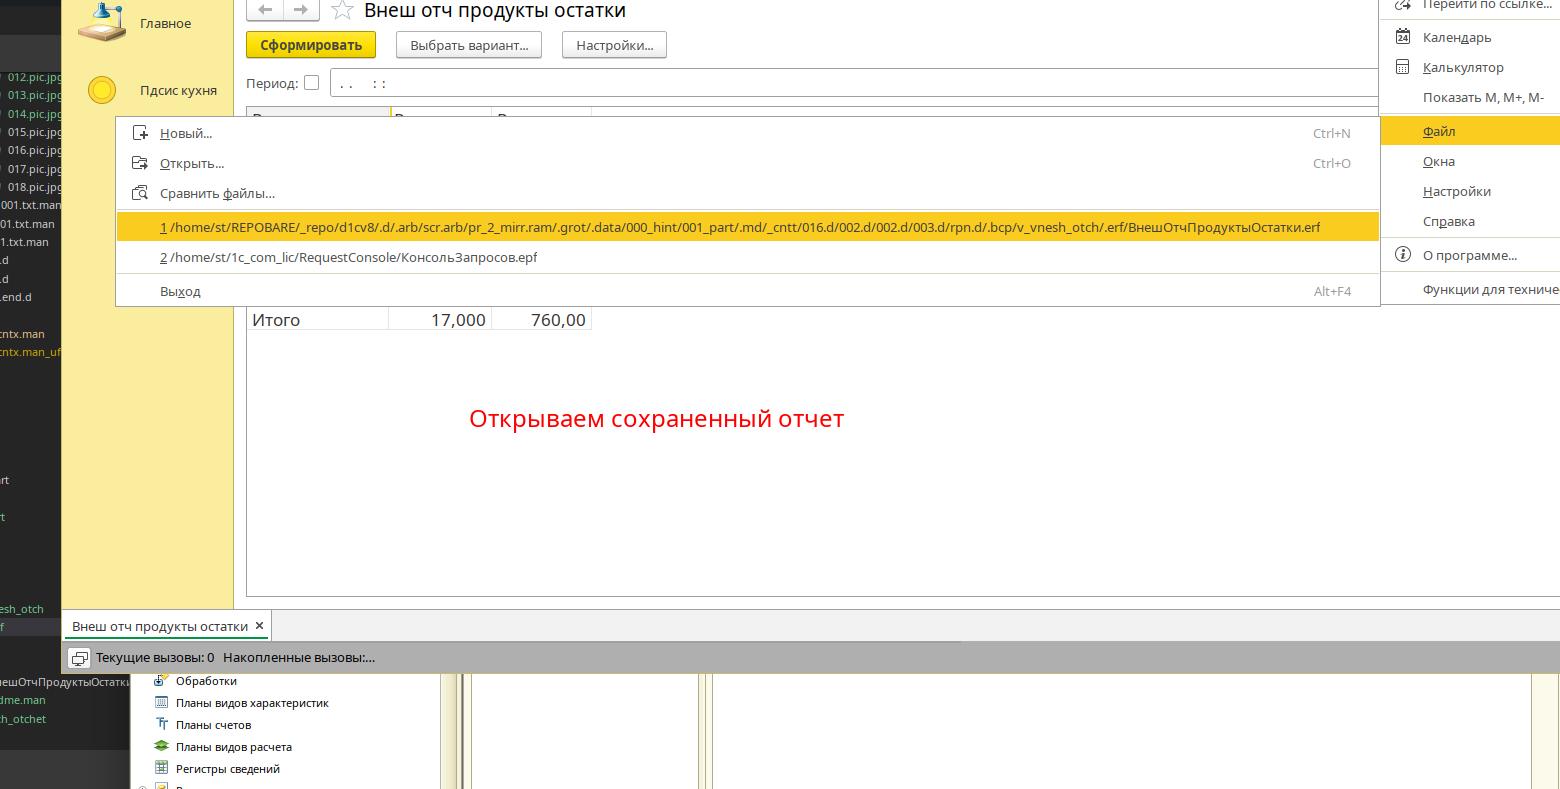 Главное
Пдсис кухня
012.pic.jpg
013.pic.jpg
014.pic.jpg
015.pic.jpg
016.pic.jpg
017.pic.jpg
018.pic.jpg
001.txt.man
01.txt.man
1.txt.man
.d
.d
.end.d
cntx.man
cntx.man_uf
art
rt
esh_otch
f
нешОтчПродуктыОстатки
dme.man
ch_otchet
Внеш отч продукты остатки
Сформировать
Выбрать вариант...
Настройки...
Период:
. .    : :
Новый... Ctrl+N
Открыть... Ctrl+O
Сравнить файлы...
1 /home/st/REPOBARE/_repo/d1cv8/.d/.arb/scr.arb/pr_2_mirr.ram/.grot/.data/000_hint/001_part/.md/_cntt/016.d/002.d/002.d/003.d/rpn.d/.bcp/v_vnesh_otch/.erf/ВнешОтчПродуктыОстатки.erf
2 /home/st/1c_com_lic/RequestConsole/КонсольЗапросов.epf
Выход Alt+F4
Перейти по ссылке...
24
Календарь
Калькулятор
Показать M, M+, M-
Файл
Окна
Настройки
Справка
О программе...
Функции для техниче
Итого 17,000 760,00
Открываем сохраненный отчет
Внеш отч продукты остатки ×
Текущие вызовы: 0 Накопленные вызовы:...
Обработки
Планы видов характеристик
Планы счетов
Планы видов расчета
Регистры сведений